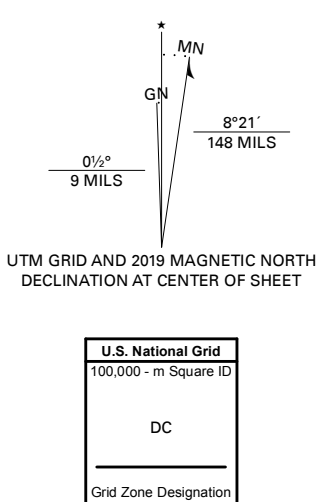 ★
MN
GN
8°21´
148 MILS
0½°
9 MILS
UTM GRID AND 2019 MAGNETIC NORTH
DECLINATION AT CENTER OF SHEET
U.S. National Grid
100,000 - m Square ID
DC
Grid Zone Designation